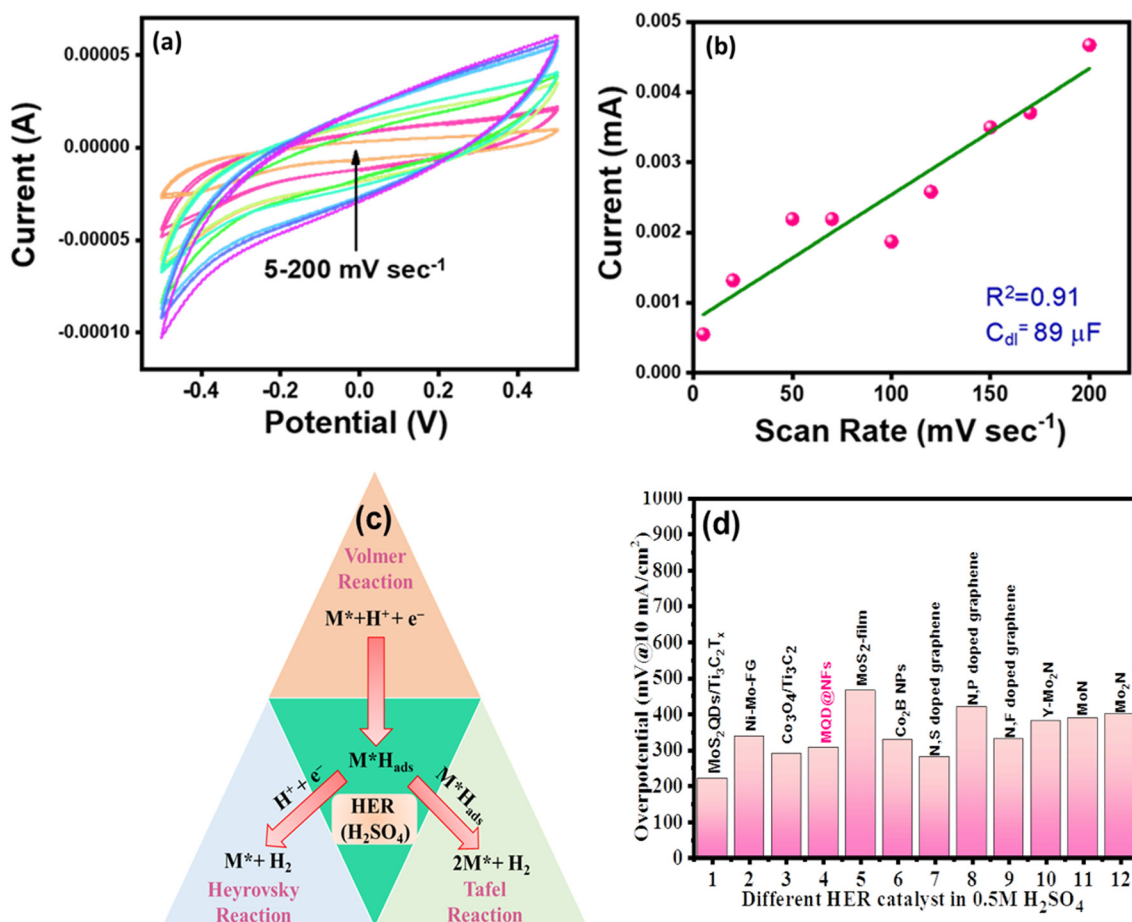 (a)
Current (A)
0.00005
0.00000
-0.00005
-0.00010
5-200 mV sec⁻¹
-0.4
-0.2
0.0
0.2
0.4
Potential (V)
(b)
Current (mA)
0.005
0.004
0.003
0.002
0.001
0.000
R²=0.91
C_dl= 89 μF
0
50
100
150
200
Scan Rate (mV sec⁻¹)
(c)
Volmer
Reaction
M*+H⁺+ e⁻
M*H_ads
H⁺+ e⁻
M*H_ads
HER
(H₂SO₄)
M*+ H₂
2M*+ H₂
Heyrovsky
Reaction
Tafel
Reaction
(d)
Overpotential (mV@10 mA/cm²)
1000
900
800
700
600
500
400
300
200
100
0
MoS₂QDs/Ti₃C₂Tₓ
Ni-Mo-FG
Co₃O₄/Ti₃C₂
MQD@NFs
MoS₂-film
Co₂B NPs
N,S doped graphene
N,P doped graphene
N,F doped graphene
Y-Mo₂N
MoN
Mo₂N
1 2 3 4 5 6 7 8 9 10 11 12
Different HER catalyst in 0.5M H₂SO₄